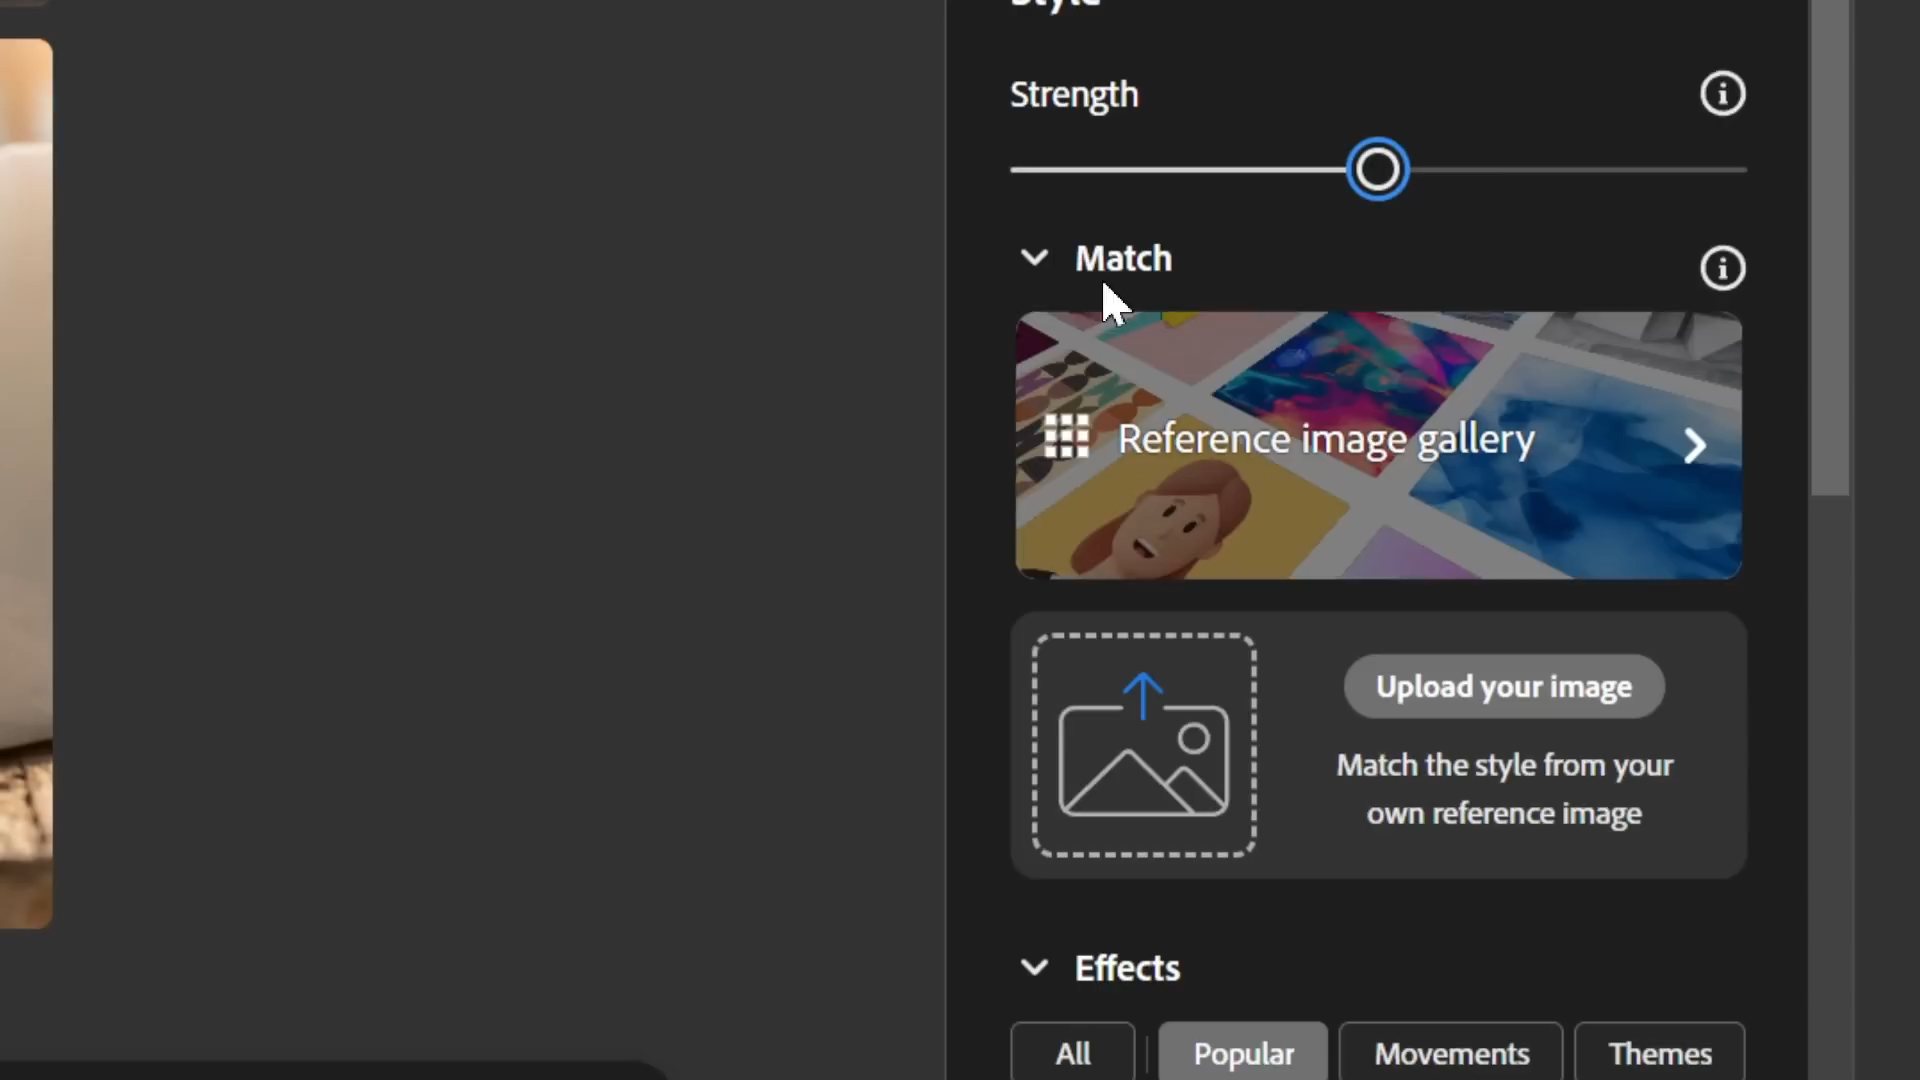 Style
Strength
Match
Reference image gallery
Upload your image
Match the style from your
own reference image
Effects
All
Popular
Movements
Themes